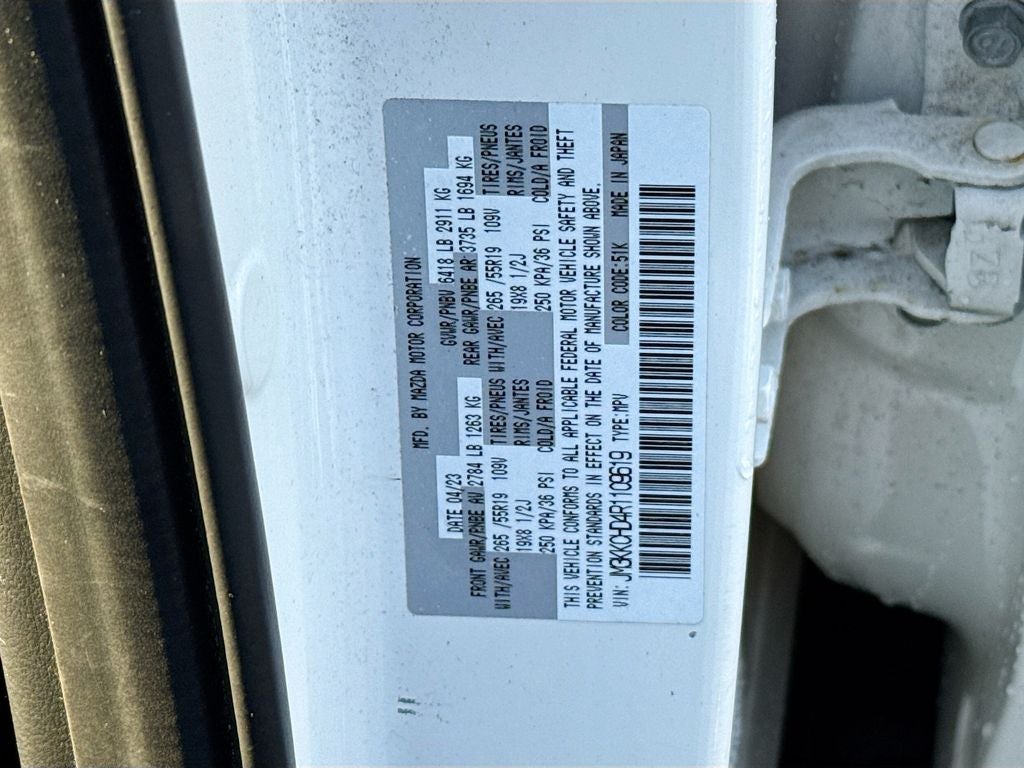 MFD. BY MAZDA MOTOR CORPORATION
DATE 04/23 GVWR/PNBV 6418 LB 2911 KG
FRONT GAWR/PNBE AV 2784 LB 1263 KG REAR GAWR/PNBE AR 3735 LB 1694 KG
WITH/AVEC 265 /55R19 109V TIRES/PNEUS WITH/AVEC 265 /55R19 109V TIRES/PNEUS
19X8 1/2J RIMS/JANTES 19X8 1/2J RIMS/JANTES
250 KPA/36 PSI COLD/A FROID 250 KPA/36 PSI COLD/A FROID
THIS VEHICLE CONFORMS TO ALL APPLICABLE FEDERAL MOTOR VEHICLE SAFETY AND THEFT
PREVENTION STANDARDS IN EFFECT ON THE DATE OF MANUFACTURE SHOWN ABOVE.
VIN: JM3KKCHD4R1109619 TYPE:MPV COLOR CODE:51K MADE IN JAPAN